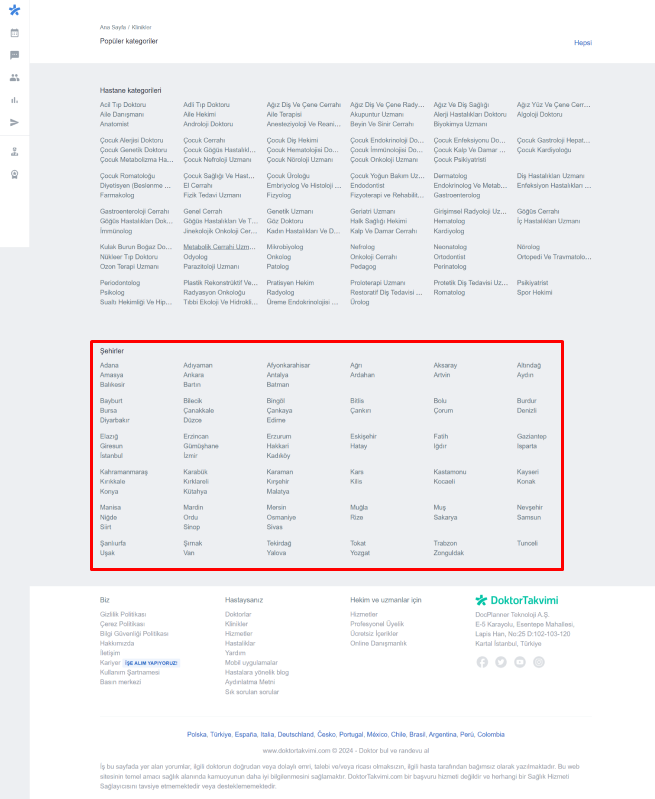 Ana Sayfa / Klinikler
Popüler kategoriler
Hepsi
Hastane kategorileri
Acil Tıp Doktoru Adli Tıp Doktoru Ağız Diş Ve Çene Cerrahı Ağız Diş Ve Çene Rady... Ağız Ve Diş Sağlığı Ağız Yüz Ve Çene Cerr...
Aile Danışmanı Aile Hekimi Aile Terapisi Akupuntur Uzmanı Alerji Hastalıkları Doktoru Algoloji Doktoru
Anatomist Androloji Doktoru Anesteziyoloji Ve Reani... Beyin Ve Sinir Cerrahı Biyokimya Uzmanı
Çocuk Alerjisi Doktoru Çocuk Cerrahı Çocuk Diş Hekimi Çocuk Endokrinoloji Do... Çocuk Enfeksiyonu Do... Çocuk Gastroloji Hepat...
Çocuk Genetik Doktoru Çocuk Göğüs Hastalıkl... Çocuk Hematolojisi Do... Çocuk İmmünolojisi Do... Çocuk Kalp Ve Damar ... Çocuk Kardiyoloğu
Çocuk Metabolizma Ha... Çocuk Nefroloji Uzmanı Çocuk Nöroloji Uzmanı Çocuk Onkoloji Uzmanı Çocuk Psikiyatristi
Çocuk Romatoloğu Çocuk Sağlığı Ve Hast... Çocuk Üroloğu Çocuk Yoğun Bakım Uz... Dermatolog Diş Hastalıkları Uzmanı
Diyetisyen (Beslenme ... El Cerrahı Embriyolog Ve Histoloji ... Endodontist Endokrinolog Ve Metab... Enfeksiyon Hastalıkları ...
Farmakolog Fizik Tedavi Uzmanı Fizyolog Fizyoterapi ve Rehabilit... Gastroenterolog
Gastroenteroloji Cerrahı Genel Cerrah Genetik Uzmanı Geriatri Uzmanı Girişimsel Radyoloji Uz... Göğüs Cerrahı
Göğüs Hastalıkları Dok... Göğüs Hastalıkları Ve T... Göz Doktoru Halk Sağlığı Hekimi Hematolog İç Hastalıkları Uzmanı
İmmünolog Jinekolojik Onkoloji Cer... Kadın Hastalıkları Ve D... Kalp Ve Damar Cerrahı Kardiyolog
Kulak Burun Boğaz Do... Metabolik Cerrahi Uzm... Mikrobiyolog Nefrolog Neonatolog Nörolog
Nükleer Tıp Doktoru Odyolog Onkolog Onkoloji Cerrahı Ortodontist Ortopedi Ve Travmatolo...
Ozon Terapi Uzmanı Parazitoloji Uzmanı Patolog Pedagog Perinatolog
Periodontolog Plastik Rekonstrüktif Ve... Pratisyen Hekim Proloterapi Uzmanı Protetik Diş Tedavisi Uz... Psikiyatrist
Psikolog Radyasyon Onkoloğu Radyolog Restoratif Diş Tedavisi ... Romatolog Spor Hekimi
Sualtı Hekimliği Ve Hip... Tıbbi Ekoloji Ve Hidrokli... Üreme Endokrinolojisi ... Ürolog
Şehirler
Adana Adıyaman Afyonkarahisar Ağrı Aksaray Altındağ
Amasya Ankara Antalya Ardahan Artvin Aydın
Balıkesir Bartın Batman
Bayburt Bilecik Bingöl Bitlis Bolu Burdur
Bursa Çanakkale Çankaya Çankırı Çorum Denizli
Diyarbakır Düzce Edirne
Elazığ Erzincan Erzurum Eskişehir Fatih Gaziantep
Giresun Gümüşhane Hakkari Hatay Iğdır Isparta
İstanbul İzmir Kadıköy
Kahramanmaraş Karabük Karaman Kars Kastamonu Kayseri
Kırıkkale Kırklareli Kırşehir Kilis Kocaeli Konak
Konya Kütahya Malatya
Manisa Mardin Mersin Muğla Muş Nevşehir
Niğde Ordu Osmaniye Rize Sakarya Samsun
Siirt Sinop Sivas
Şanlıurfa Şırnak Tekirdağ Tokat Trabzon Tunceli
Uşak Van Yalova Yozgat Zonguldak
Biz Hastaysanız Hekim ve uzmanlar için DoktorTakvimi
Gizlilik Politikası Doktorlar Hizmetler DocPlanner Teknoloji A.Ş.
Çerez Politikası Klinikler Profesyonel Üyelik E-5 Karayolu, Esentepe Mahallesi,
Bilgi Güvenliği Politikası Hizmetler Ücretsiz İçerikler Lapis Han, No:25 D:102-103-120
Hakkımızda Hastalıklar Online Danışmanlık Kartal İstanbul, Türkiye
İletişim Yardım
Kariyer İŞE ALIM YAPIYORUZ! Mobil uygulamalar
Kullanım Şartnamesi Hastalara yönelik blog
Basın merkezi Aydınlatma Metni
Sık sorulan sorular
Polska, Türkiye, España, Italia, Deutschland, Česko, Portugal, México, Chile, Brasil, Argentina, Perú, Colombia
www.doktortakvimi.com © 2024 - Doktor bul ve randevu al
İş bu sayfada yer alan yorumlar, ilgili doktorun doğrudan veya dolaylı emri, talebi ve/veya ricası olmaksızın, ilgili hasta tarafından bağımsız olarak yazılmaktadır. Bu web
sitesinin temel amacı sağlık alanında kamuoyunun daha iyi bilgilenmesini sağlamaktır. DoktorTakvimi.com bir başvuru hizmeti değildir ve herhangi bir Sağlık Hizmeti
Sağlayıcısını tavsiye etmemektedir veya desteklememektedir.